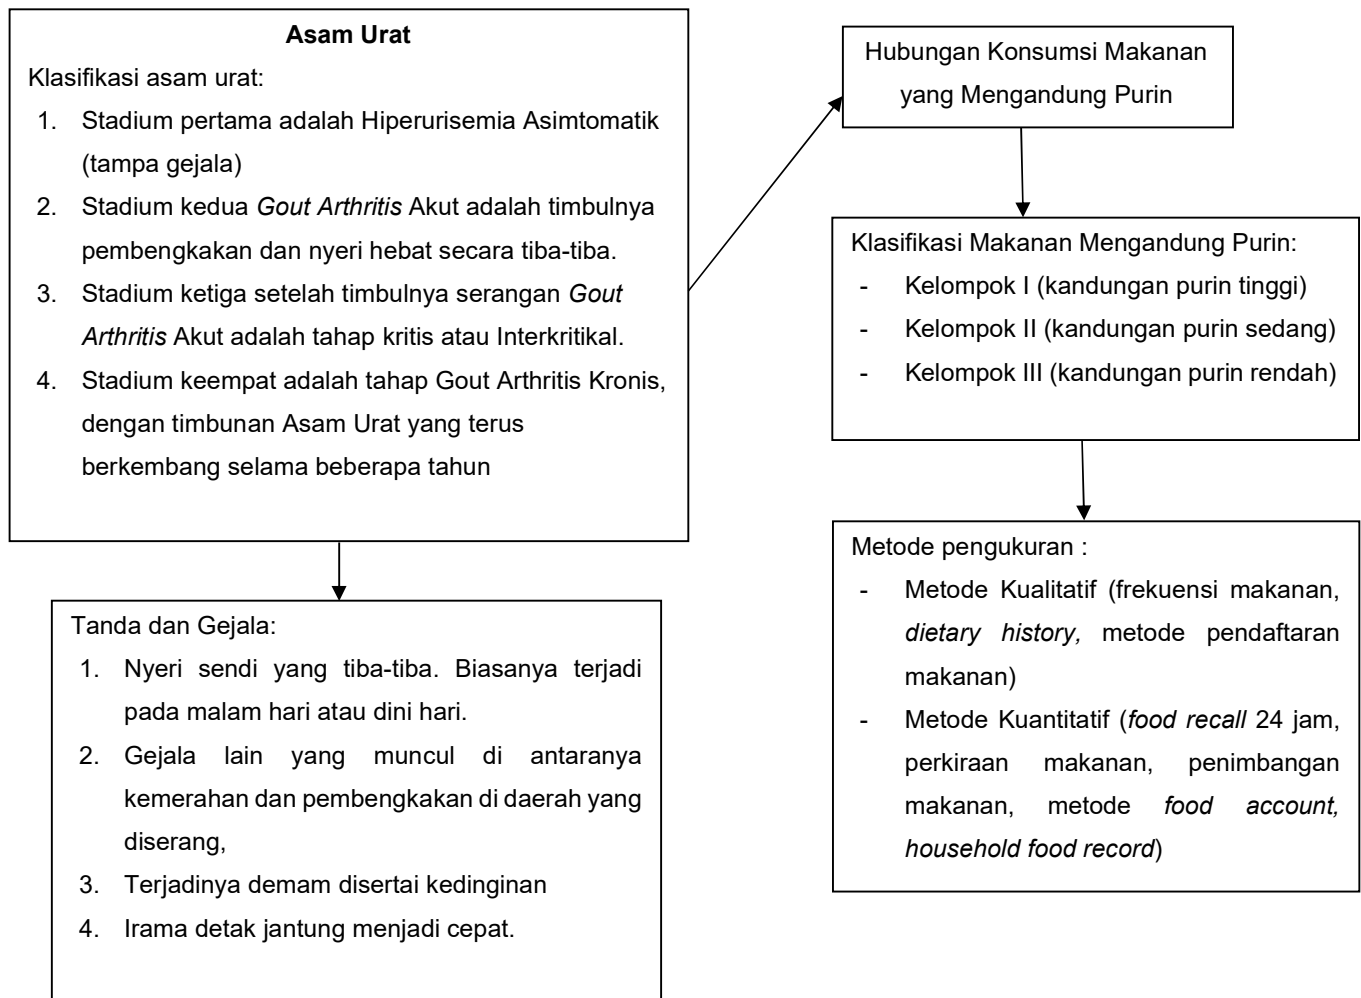 Asam Urat
Klasifikasi asam urat:
1. Stadium pertama adalah Hiperurisemia Asimtomatik
(tampa gejala)
2. Stadium kedua Gout Arthritis Akut adalah timbulnya
pembengkakan dan nyeri hebat secara tiba-tiba.
3. Stadium ketiga setelah timbulnya serangan Gout
Arthritis Akut adalah tahap kritis atau Interkritikal.
4. Stadium keempat adalah tahap Gout Arthritis Kronis,
dengan timbunan Asam Urat yang terus
berkembang selama beberapa tahun
Tanda dan Gejala:
1. Nyeri sendi yang tiba-tiba. Biasanya terjadi
pada malam hari atau dini hari.
2. Gejala lain yang muncul di antaranya
kemerahan dan pembengkakan di daerah yang
diserang,
3. Terjadinya demam disertai kedinginan
4. Irama detak jantung menjadi cepat.
Hubungan Konsumsi Makanan
yang Mengandung Purin
Klasifikasi Makanan Mengandung Purin:
- Kelompok I (kandungan purin tinggi)
- Kelompok II (kandungan purin sedang)
- Kelompok III (kandungan purin rendah)
Metode pengukuran :
- Metode Kualitatif (frekuensi makanan,
dietary history, metode pendaftaran
makanan)
- Metode Kuantitatif (food recall 24 jam,
perkiraan makanan, penimbangan
makanan, metode food account,
household food record)